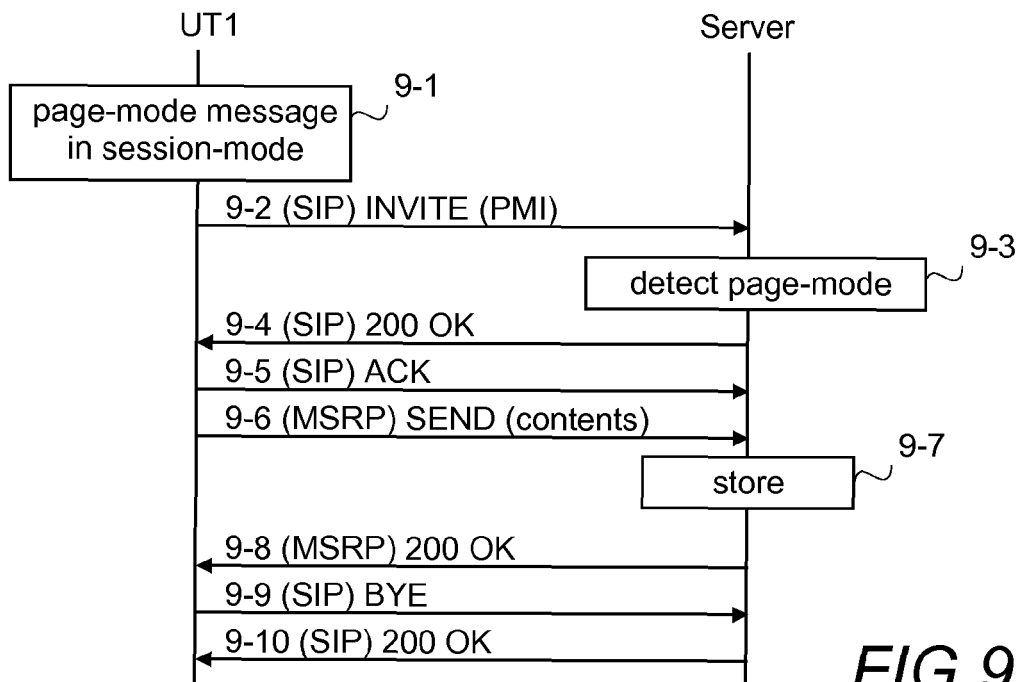 UT1
Server
page-mode message
in session-mode
9-1
9-2 (SIP) INVITE (PMI)
9-3
detect page-mode
9-4 (SIP) 200 OK
9-5 (SIP) ACK
9-6 (MSRP) SEND (contents)
9-7
store
9-8 (MSRP) 200 OK
9-9 (SIP) BYE
9-10 (SIP) 200 OK
FIG.9